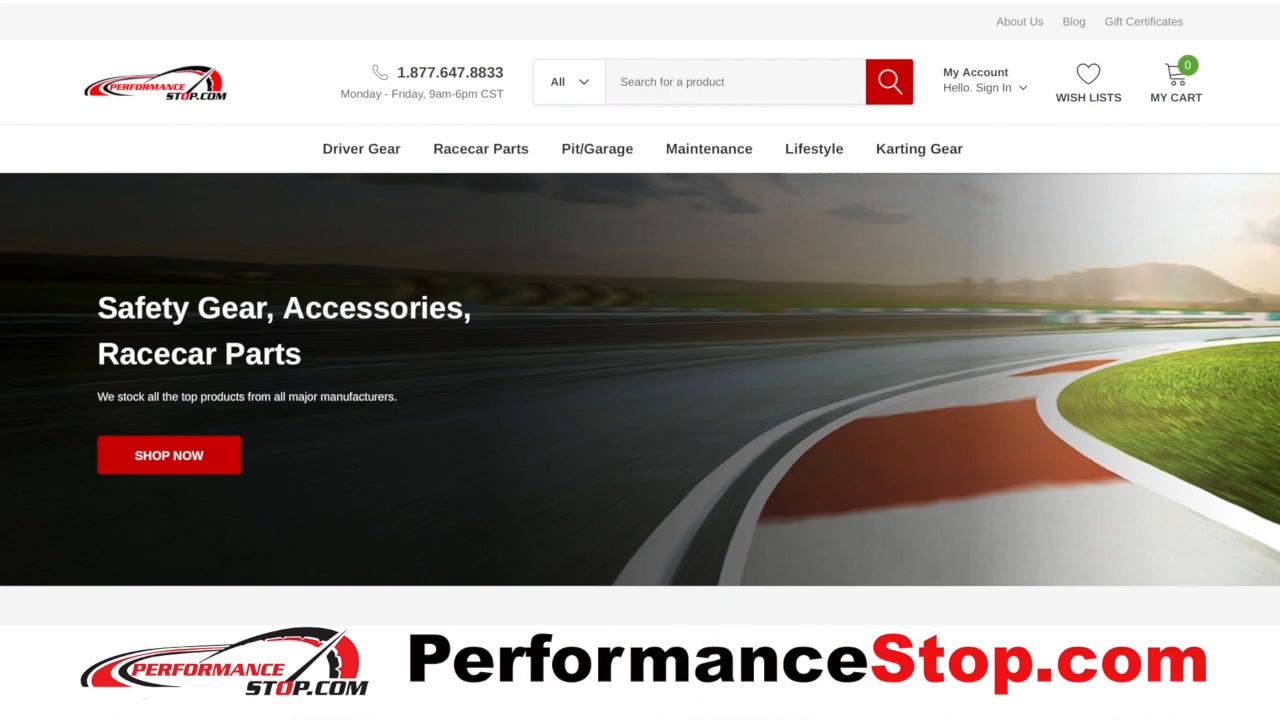 About Us Blog Gift Certificates
PERFORMANCE
STOP.COM
1.877.647.8833
Monday - Friday, 9am-6pm CST
All
Search for a product
My Account
Hello. Sign In
WISH LISTS
0
MY CART
Driver Gear Racecar Parts Pit/Garage Maintenance Lifestyle Karting Gear
Safety Gear, Accessories,
Racecar Parts
We stock all the top products from all major manufacturers.
SHOP NOW
PERFORMANCE
STOP.COM
PerformanceStop.com